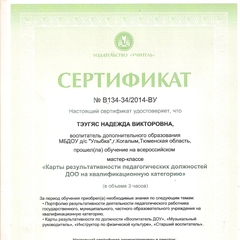 ИЗДАТЕЛЬСТВО «УЧИТЕЛЬ»
СЕРТИФИКАТ
№ В134-34/2014-ВУ
Настоящий сертификат удостоверяет, что
ТЭУГЯС НАДЕЖДА ВИКТОРОВНА,
воспитатель дополнительного образования
МБДОУ д/с "Улыбка",г.Когалым,Тюменская область,
прошел(ла) обучение на всероссийском
мастер-классе
«Карты результативности педагогических должностей
ДОО на квалификационную категорию»
(в объеме 3 часов)
За период обучения приобрел(а) необходимые знания по следующим темам:
• Портфолио результативности деятельности педагогического работника
государственного, муниципального, частного образовательного учреждения на
квалификационную категорию.
• Карты результативности по должности «Воспитатель ДОУ», «Музыкальный
руководитель», «Инструктор по физической культуре», «Старший воспитатель».